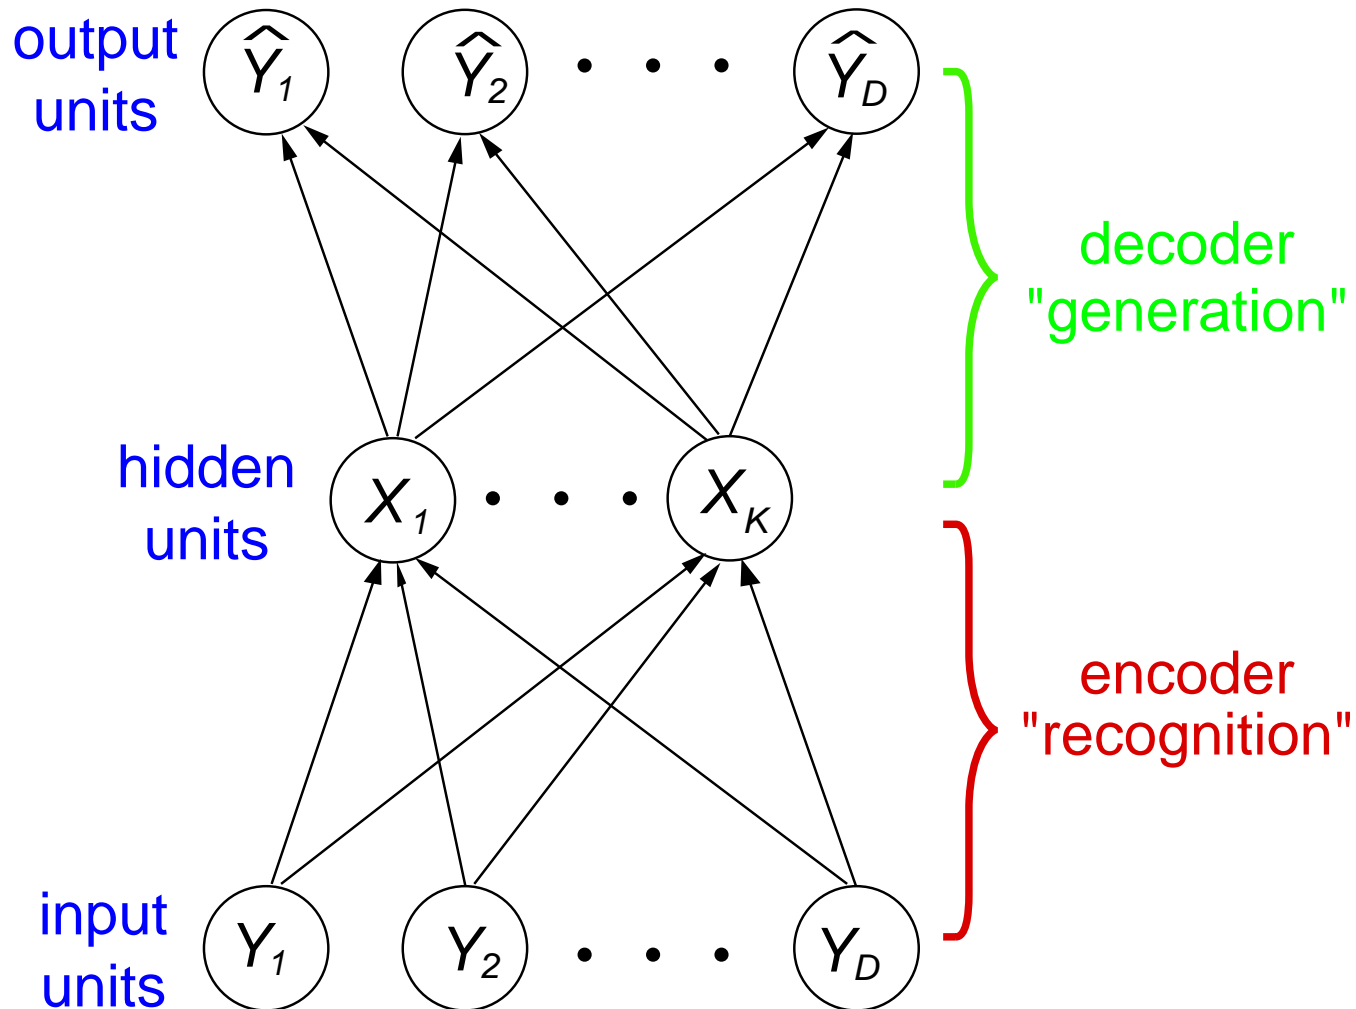 output
units
Ŷ1 Ŷ2 • • • ŶD
decoder
"generation"
hidden
units
X1 • • • XK
encoder
"recognition"
input
units
Y1 Y2 • • • YD